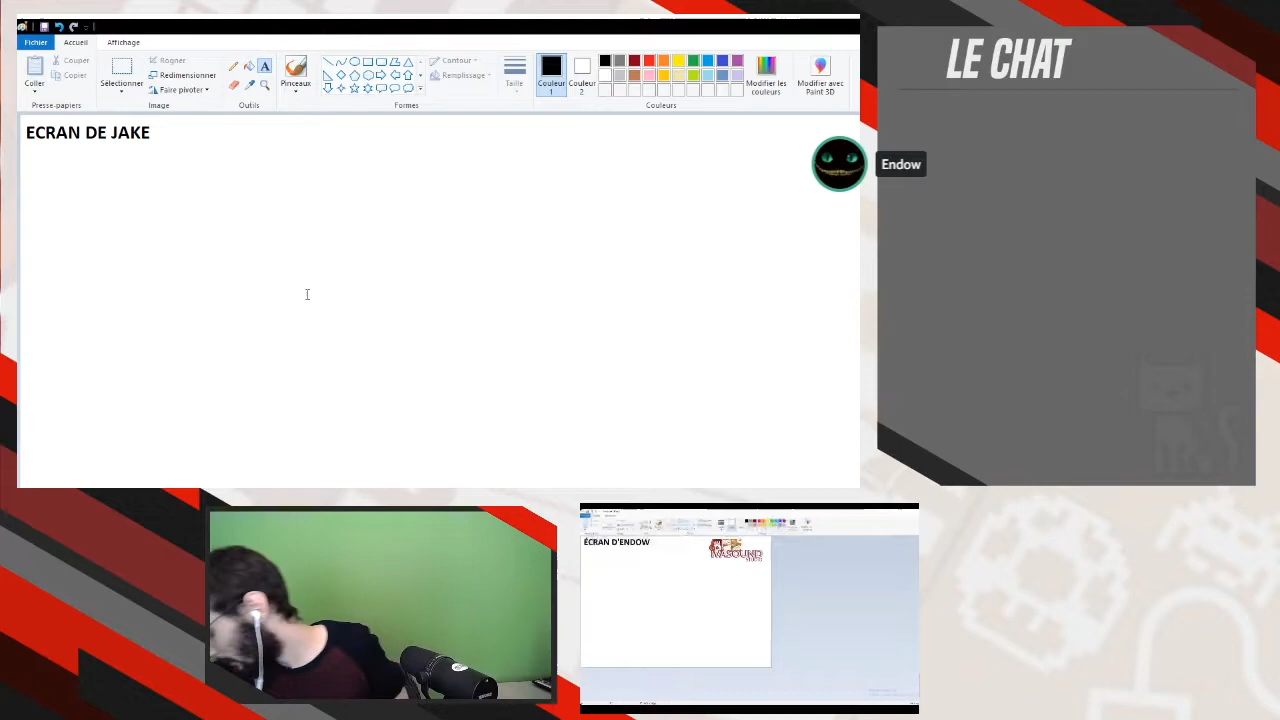 Fichier Accueil Affichage
Coller
Couper
Copier
Presse-papiers
Sélectionner
Rogner
Redimensionner
Faire pivoter
Image
A
Outils
Pinceaux
Formes
Contour
Remplissage
Taille
Couleur 1
Couleur 2
Couleurs
Modifier les couleurs
Modifier avec Paint 3D
ECRAN DE JAKE
Endow
LE CHAT
ÉCRAN D'ENDOW